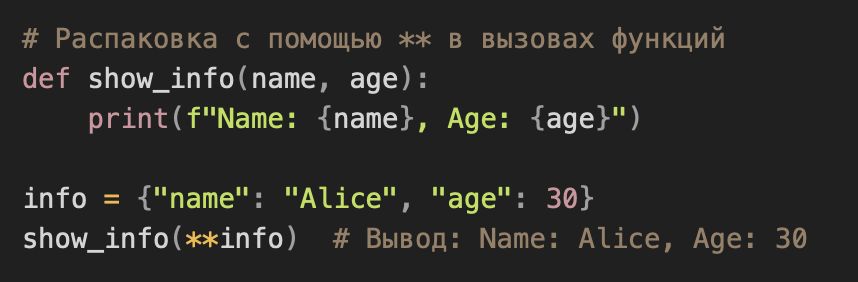 # Распаковка с помощью ** в вызовах функций
def show_info(name, age):
    print(f"Name: {name}, Age: {age}")

info = {"name": "Alice", "age": 30}
show_info(**info)  # Вывод: Name: Alice, Age: 30